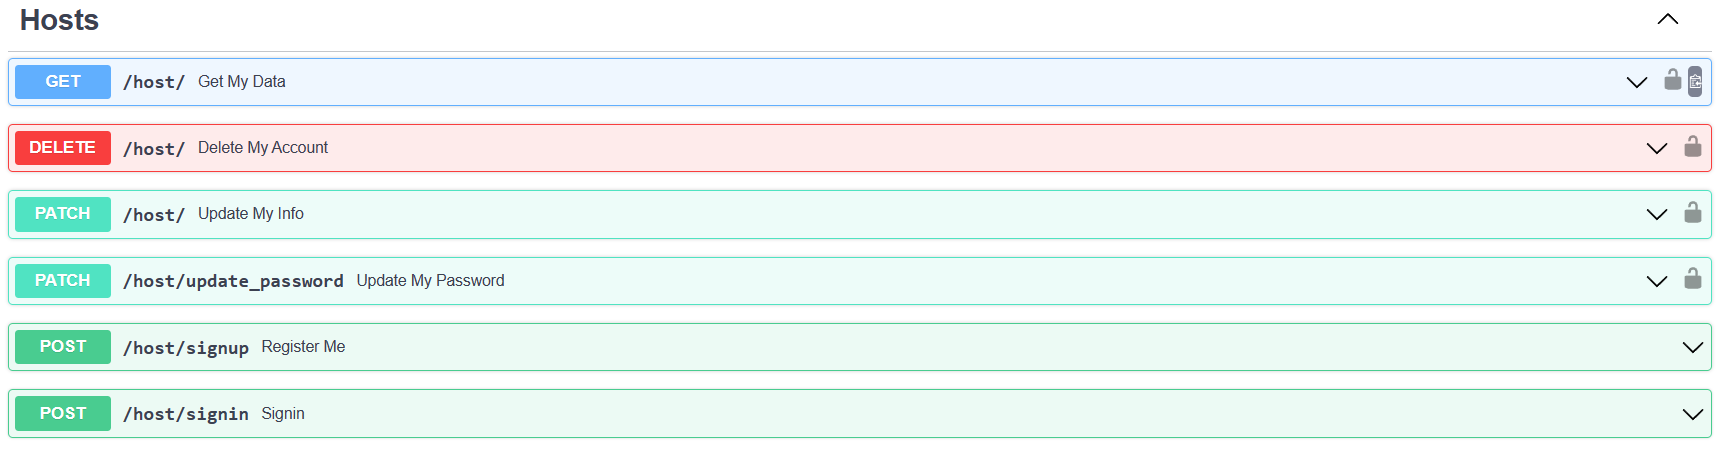 Hosts
GET /host/ Get My Data
DELETE /host/ Delete My Account
PATCH /host/ Update My Info
PATCH /host/update_password Update My Password
POST /host/signup Register Me
POST /host/signin Signin